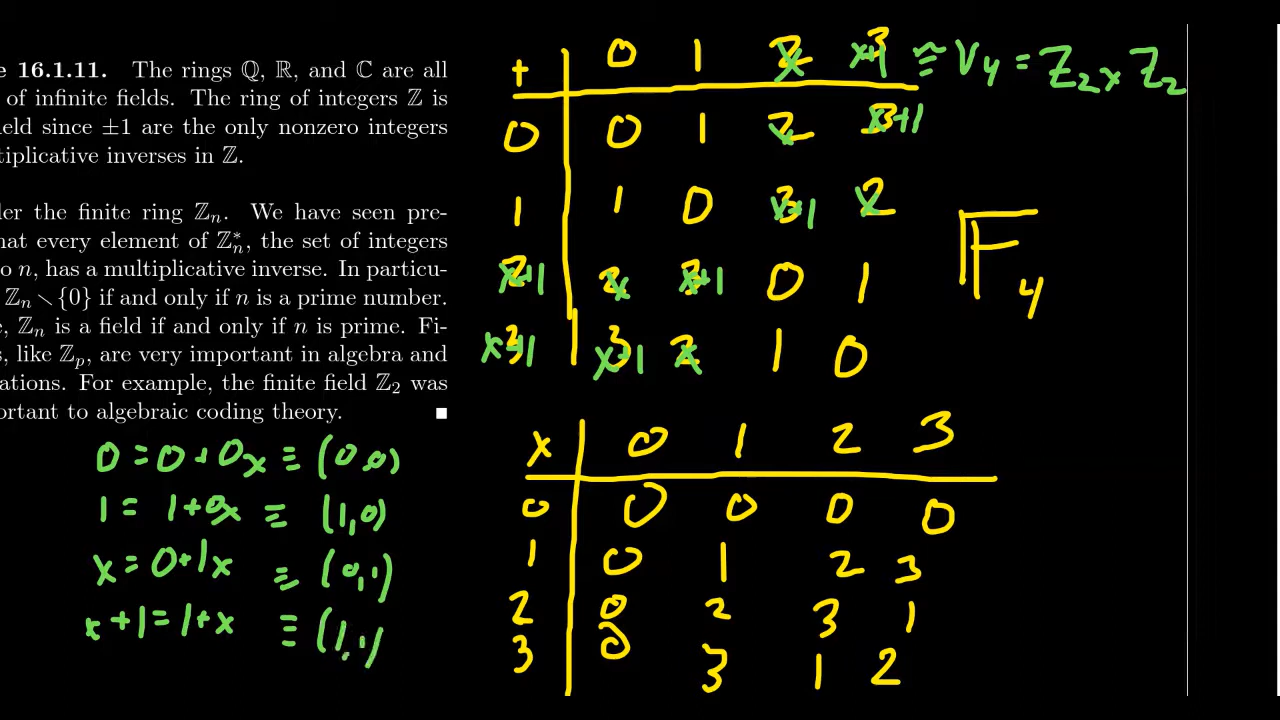 e 16.1.11. The rings ℚ, ℝ, and ℂ are all
of infinite fields. The ring of integers ℤ is
ield since ±1 are the only nonzero integers
tiplicative inverses in ℤ.
er the finite ring ℤₙ. We have seen pre-
hat every element of ℤₙ*, the set of integers
o n, has a multiplicative inverse. In particu-
ℤₙ ∖ {0} if and only if n is a prime number.
e, ℤₙ is a field if and only if n is prime. Fi-
s, like ℤₚ, are very important in algebra and
ations. For example, the finite field ℤ₂ was
ortant to algebraic coding theory. ■
0 = 0 + 0x ≡ (0,0)
1 = 1 + 0x ≡ (1,0)
x = 0 + 1x ≡ (0,1)
x + 1 = 1 + x ≡ (1,1)
+ | 0 1 x x+1 ≅ V₄ = ℤ₂ × ℤ₂
0 | 0 1 x x+1
1 | 1 0 x+1 x
x+1 | x x+1 0 1
x+1 | x+1 x 1 0
𝔽₄
x | 0 1 2 3
0 | 0 0 0 0
1 | 0 1 2 3
2 | 0 2 3 1
3 | 0 3 1 2